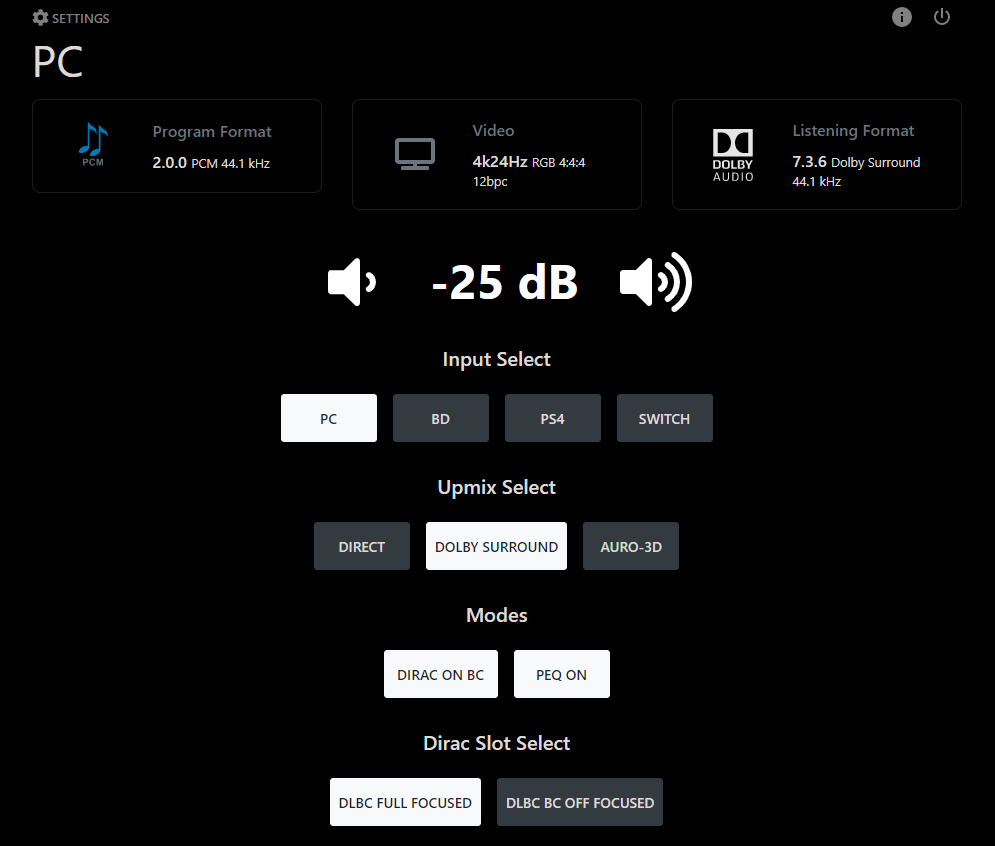 SETTINGS
PC
PCM
Program Format
2.0.0 PCM 44.1 kHz
Video
4k24Hz RGB 4:4:4
12bpc
DOLBY
AUDIO
Listening Format
7.3.6 Dolby Surround
44.1 kHz
-25 dB
Input Select
PC BD PS4 SWITCH
Upmix Select
DIRECT DOLBY SURROUND AURO-3D
Modes
DIRAC ON BC PEQ ON
Dirac Slot Select
DLBC FULL FOCUSED DLBC BC OFF FOCUSED